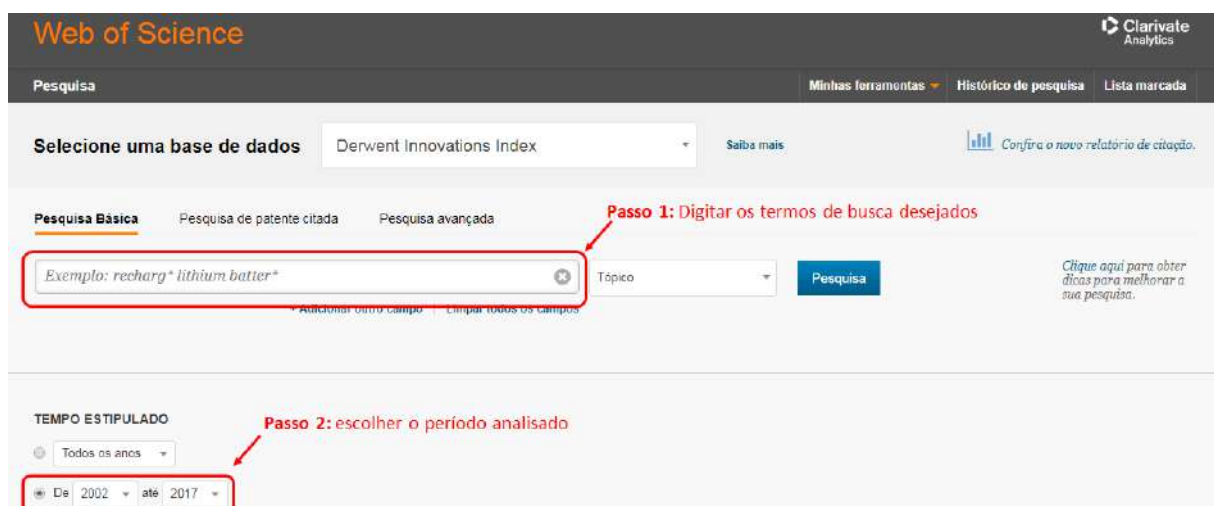 Web of Science
Clarivate
Analytics
Pesquisa
Minhas ferramentas
Histórico de pesquisa
Lista marcada
Selecione uma base de dados
Derwent Innovations Index
Saiba mais
Confira o novo relatório de citação.
Pesquisa Básica
Pesquisa de patente citada
Pesquisa avançada
Passo 1: Digitar os termos de busca desejados
Exemplo: recharg* lithium batter*
Tópico
Pesquisa
Clique aqui para obter
dicas para melhorar a
sua pesquisa.
+ Adicionar outro campo | Limpar todos os campos
TEMPO ESTIPULADO
Passo 2: escolher o período analisado
Todos os anos
De 2002 até 2017